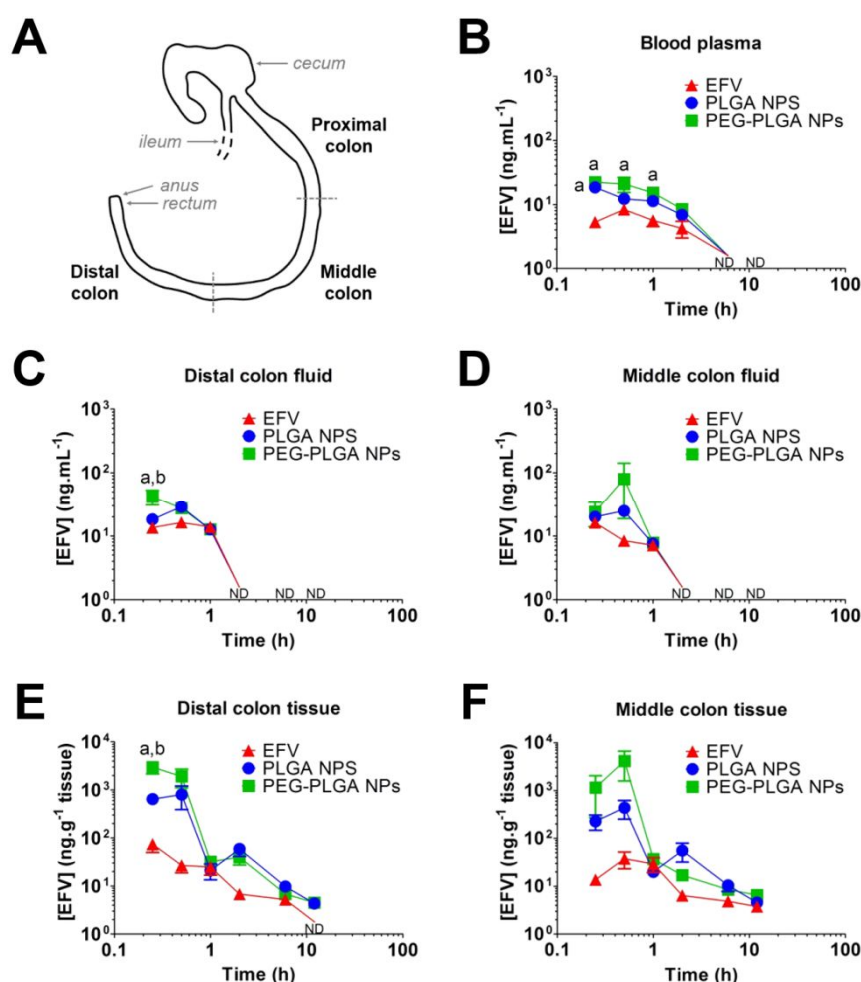 A
cecum
ileum
Proximal
colon
anus
rectum
Distal
colon
Middle
colon
B
Blood plasma
[EFV] (ng.mL⁻¹)
10³
10²
10¹
10⁰
EFV
PLGA NPS
PEG-PLGA NPs
a
a
a
a
ND ND
0.1 1 10 100
Time (h)
C
Distal colon fluid
[EFV] (ng.mL⁻¹)
10³
10²
10¹
10⁰
EFV
PLGA NPS
PEG-PLGA NPs
a,b
ND ND ND
0.1 1 10 100
Time (h)
D
Middle colon fluid
[EFV] (ng.mL⁻¹)
10³
10²
10¹
10⁰
EFV
PLGA NPS
PEG-PLGA NPs
ND ND ND
0.1 1 10 100
Time (h)
E
Distal colon tissue
[EFV] (ng.g⁻¹ tissue)
10⁴
10³
10²
10¹
10⁰
EFV
PLGA NPS
PEG-PLGA NPs
a,b
ND
0.1 1 10 100
Time (h)
F
Middle colon tissue
[EFV] (ng.g⁻¹ tissue)
10⁴
10³
10²
10¹
10⁰
EFV
PLGA NPS
PEG-PLGA NPs
0.1 1 10 100
Time (h)